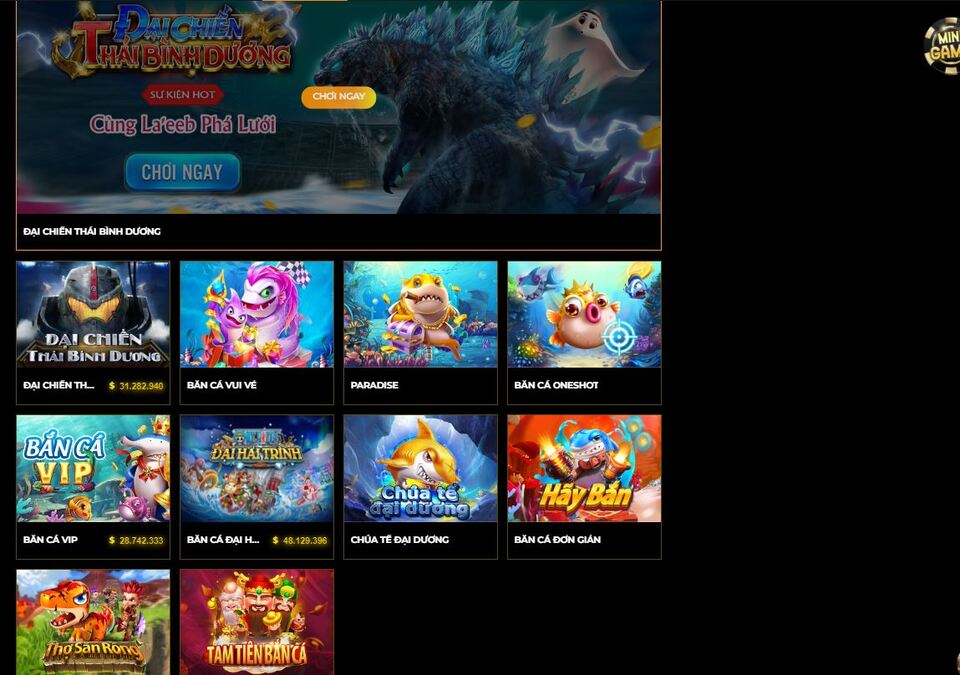 ĐẠI CHIẾN
THÁI BÌNH DƯƠNG
SỰ KIỆN HOT
CHƠI NGAY
Cùng La'eeb Phá Lưới
CHƠI NGAY
MINI
GAM
ĐẠI CHIẾN THÁI BÌNH DƯƠNG
ĐẠI CHIẾN
THÁI BÌNH DƯƠNG
ĐẠI CHIẾN TH... $ 31.282.940
BẮN CÁ VUI VẺ
PARADISE
BẮN CÁ ONESHOT
BẮN CÁ
VIP
ĐẠI HẢI TRÌNH
Chúa tể
đại dương
Hãy Bắn
BẮN CÁ VIP $ 28.742.333
BẮN CÁ ĐẠI H... $ 48.129.396
CHÚA TỂ ĐẠI DƯƠNG
BẮN CÁ ĐƠN GIẢN
Thợ Săn Rồng
TAM TIÊN BẮN CÁ